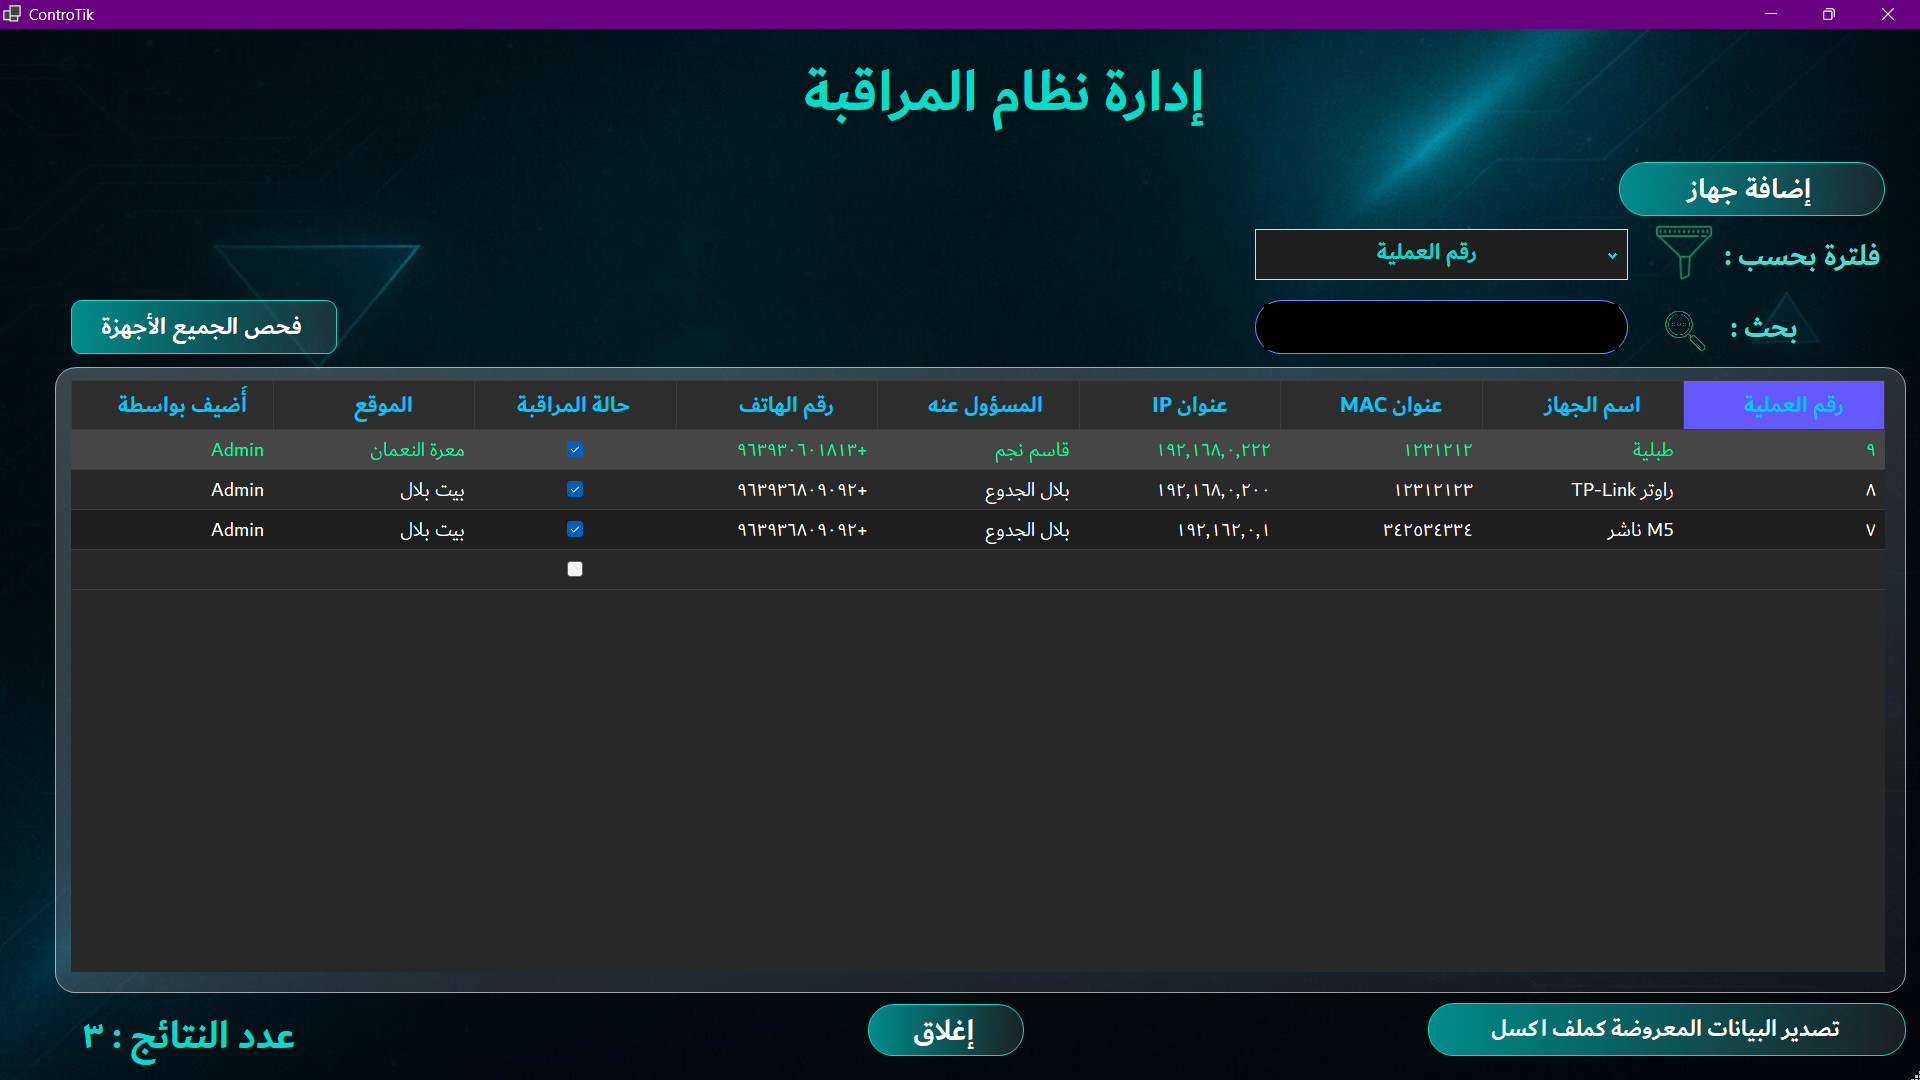 ControTik
إدارة نظام المراقبة
إضافة جهاز
فلترة بحسب :
رقم العملية
بحث :
فحص الجميع الأجهزة
رقم العملية اسم الجهاز عنوان MAC عنوان IP المسؤول عنه رقم الهاتف حالة المراقبة الموقع أُضيف بواسطة
٩ طبلية ١٢٣١٢١٢ ١٩٢,١٦٨,٠,٢٢٢ قاسم نجم +٩٦٣٩٣٠٦٠١٨١٣ معرة النعمان Admin
٨ راوتر TP-Link ١٢٣١٢١٢٣ ١٩٢,١٦٨,٠,٢٠٠ بلال الجدوع +٩٦٣٩٣٦٨٠٩٠٩٢ بيت بلال Admin
٧ M5 ناشر ٣٤٢٥٣٤٣٣٤ ١٩٢,١٦٢,٠,١ بلال الجدوع +٩٦٣٩٣٦٨٠٩٠٩٢ بيت بلال Admin
تصدير البيانات المعروضة كملف اكسل
إغلاق
عدد النتائج : ٣